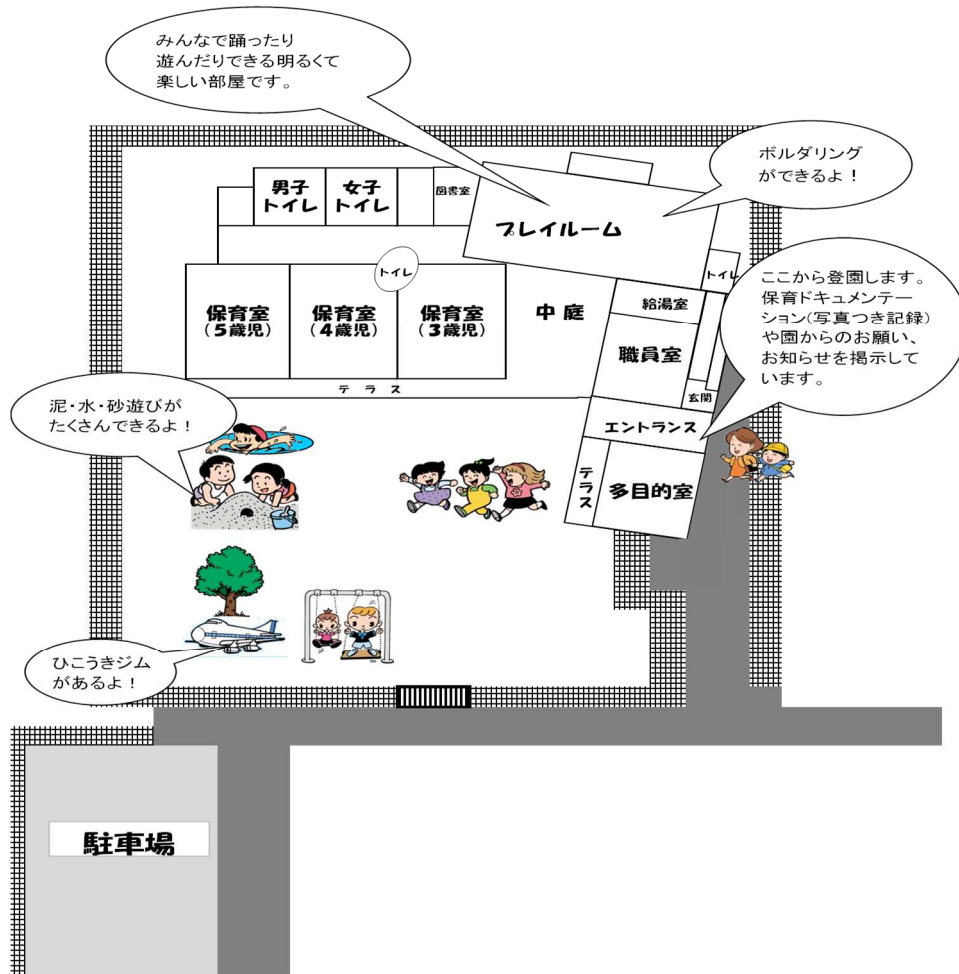 みんなで踊ったり
遊んだりできる明るくて
楽しい部屋です。
ボルダリング
ができるよ！
男子
トイレ
女子
トイレ
図書室
プレイルーム
トイレ
トイレ
ここから登園します。
保育ドキュメンテー
ション(写真つき記録)
や園からのお願い、
お知らせを掲示して
います。
保育室
(5歳児)
保育室
(4歳児)
保育室
(3歳児)
中庭
給湯室
職員室
玄関
テラス
エントランス
テラス
多目的室
泥・水・砂遊びが
たくさんできるよ！
ひこうきジム
があるよ！
駐車場